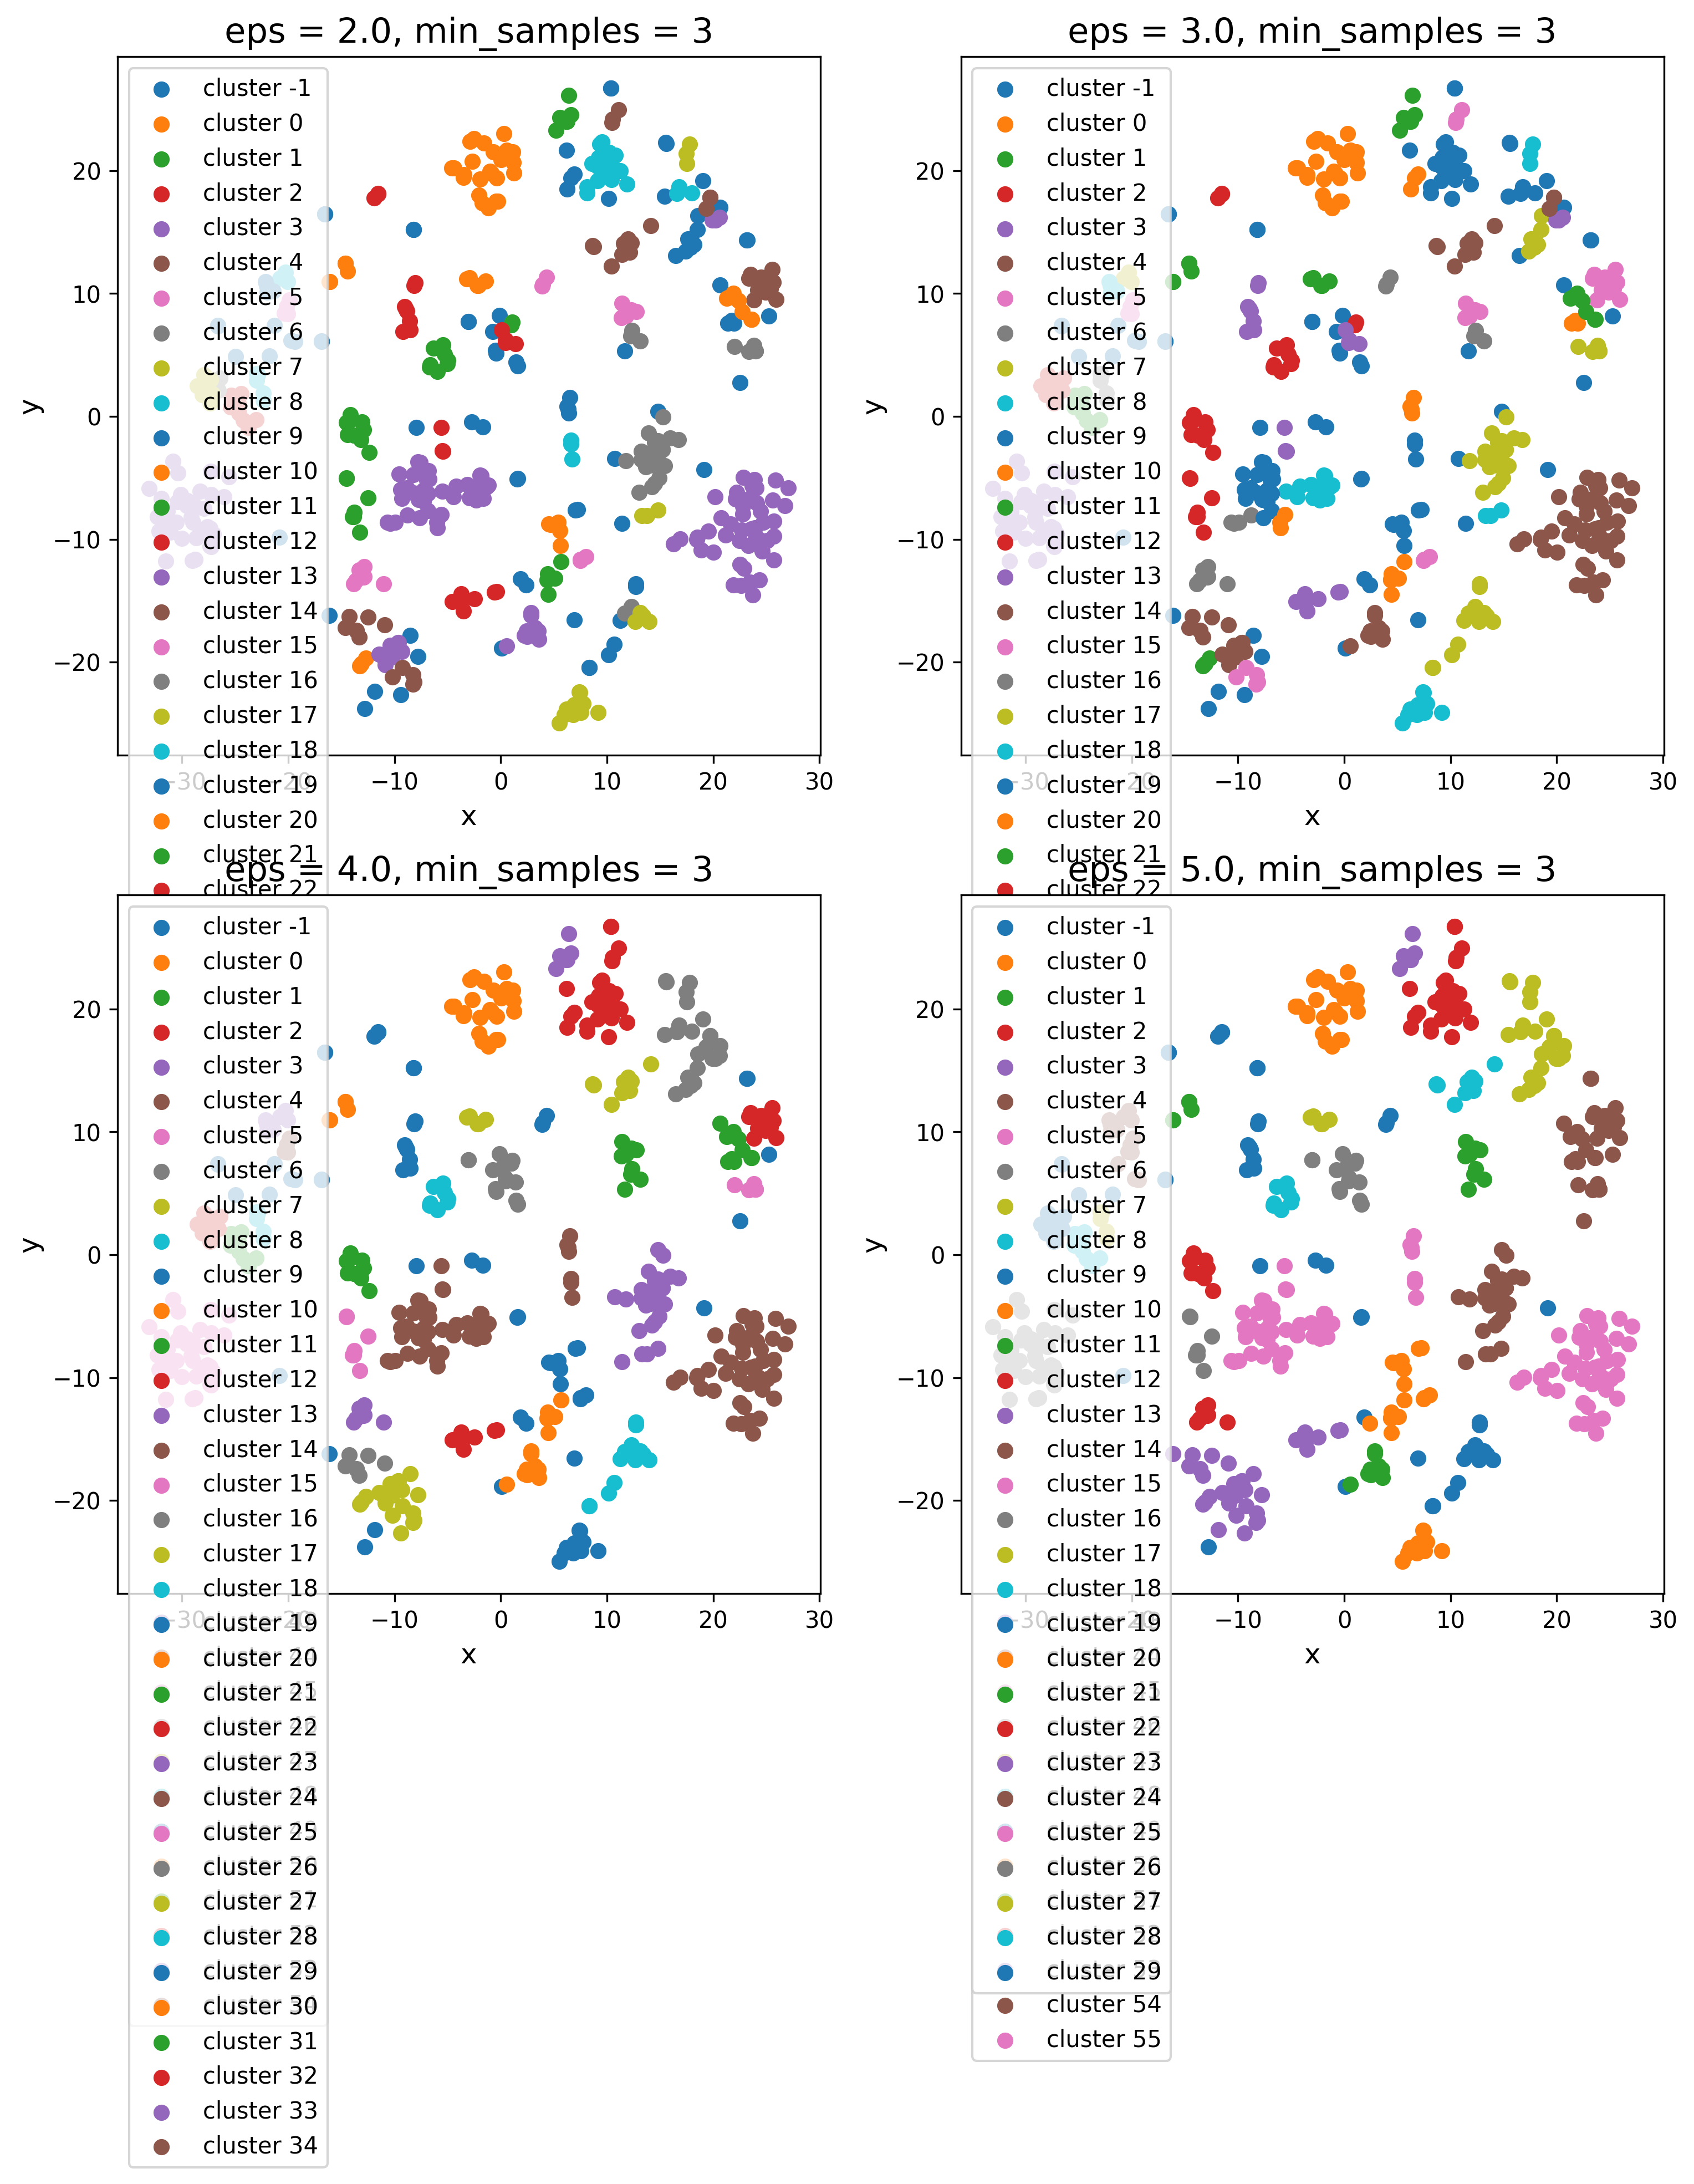 eps = 2.0, min_samples = 3
cluster -1
cluster 0
cluster 1
cluster 2
cluster 3
cluster 4
cluster 5
cluster 6
cluster 7
cluster 8
cluster 9
cluster 10
cluster 11
cluster 12
cluster 13
cluster 14
cluster 15
cluster 16
cluster 17
cluster 18
cluster 19
cluster 20
cluster 21
cluster 22
20
10
0
−10
−20
y
−30
−20
−10
0
10
20
30
x
eps = 3.0, min_samples = 3
cluster -1
cluster 0
cluster 1
cluster 2
cluster 3
cluster 4
cluster 5
cluster 6
cluster 7
cluster 8
cluster 9
cluster 10
cluster 11
cluster 12
cluster 13
cluster 14
cluster 15
cluster 16
cluster 17
cluster 18
cluster 19
cluster 20
cluster 21
cluster 22
20
10
0
−10
−20
y
−30
−20
−10
0
10
20
30
x
eps = 4.0, min_samples = 3
cluster -1
cluster 0
cluster 1
cluster 2
cluster 3
cluster 4
cluster 5
cluster 6
cluster 7
cluster 8
cluster 9
cluster 10
cluster 11
cluster 12
cluster 13
cluster 14
cluster 15
cluster 16
cluster 17
cluster 18
cluster 19
cluster 20
cluster 21
cluster 22
cluster 23
cluster 24
cluster 25
cluster 26
cluster 27
cluster 28
cluster 29
cluster 30
cluster 31
cluster 32
cluster 33
cluster 34
20
10
0
−10
−20
y
−30
−20
−10
0
10
20
30
x
eps = 5.0, min_samples = 3
cluster -1
cluster 0
cluster 1
cluster 2
cluster 3
cluster 4
cluster 5
cluster 6
cluster 7
cluster 8
cluster 9
cluster 10
cluster 11
cluster 12
cluster 13
cluster 14
cluster 15
cluster 16
cluster 17
cluster 18
cluster 19
cluster 20
cluster 21
cluster 22
cluster 23
cluster 24
cluster 25
cluster 26
cluster 27
cluster 28
cluster 29
cluster 54
cluster 55
20
10
0
−10
−20
y
−30
−20
−10
0
10
20
30
x